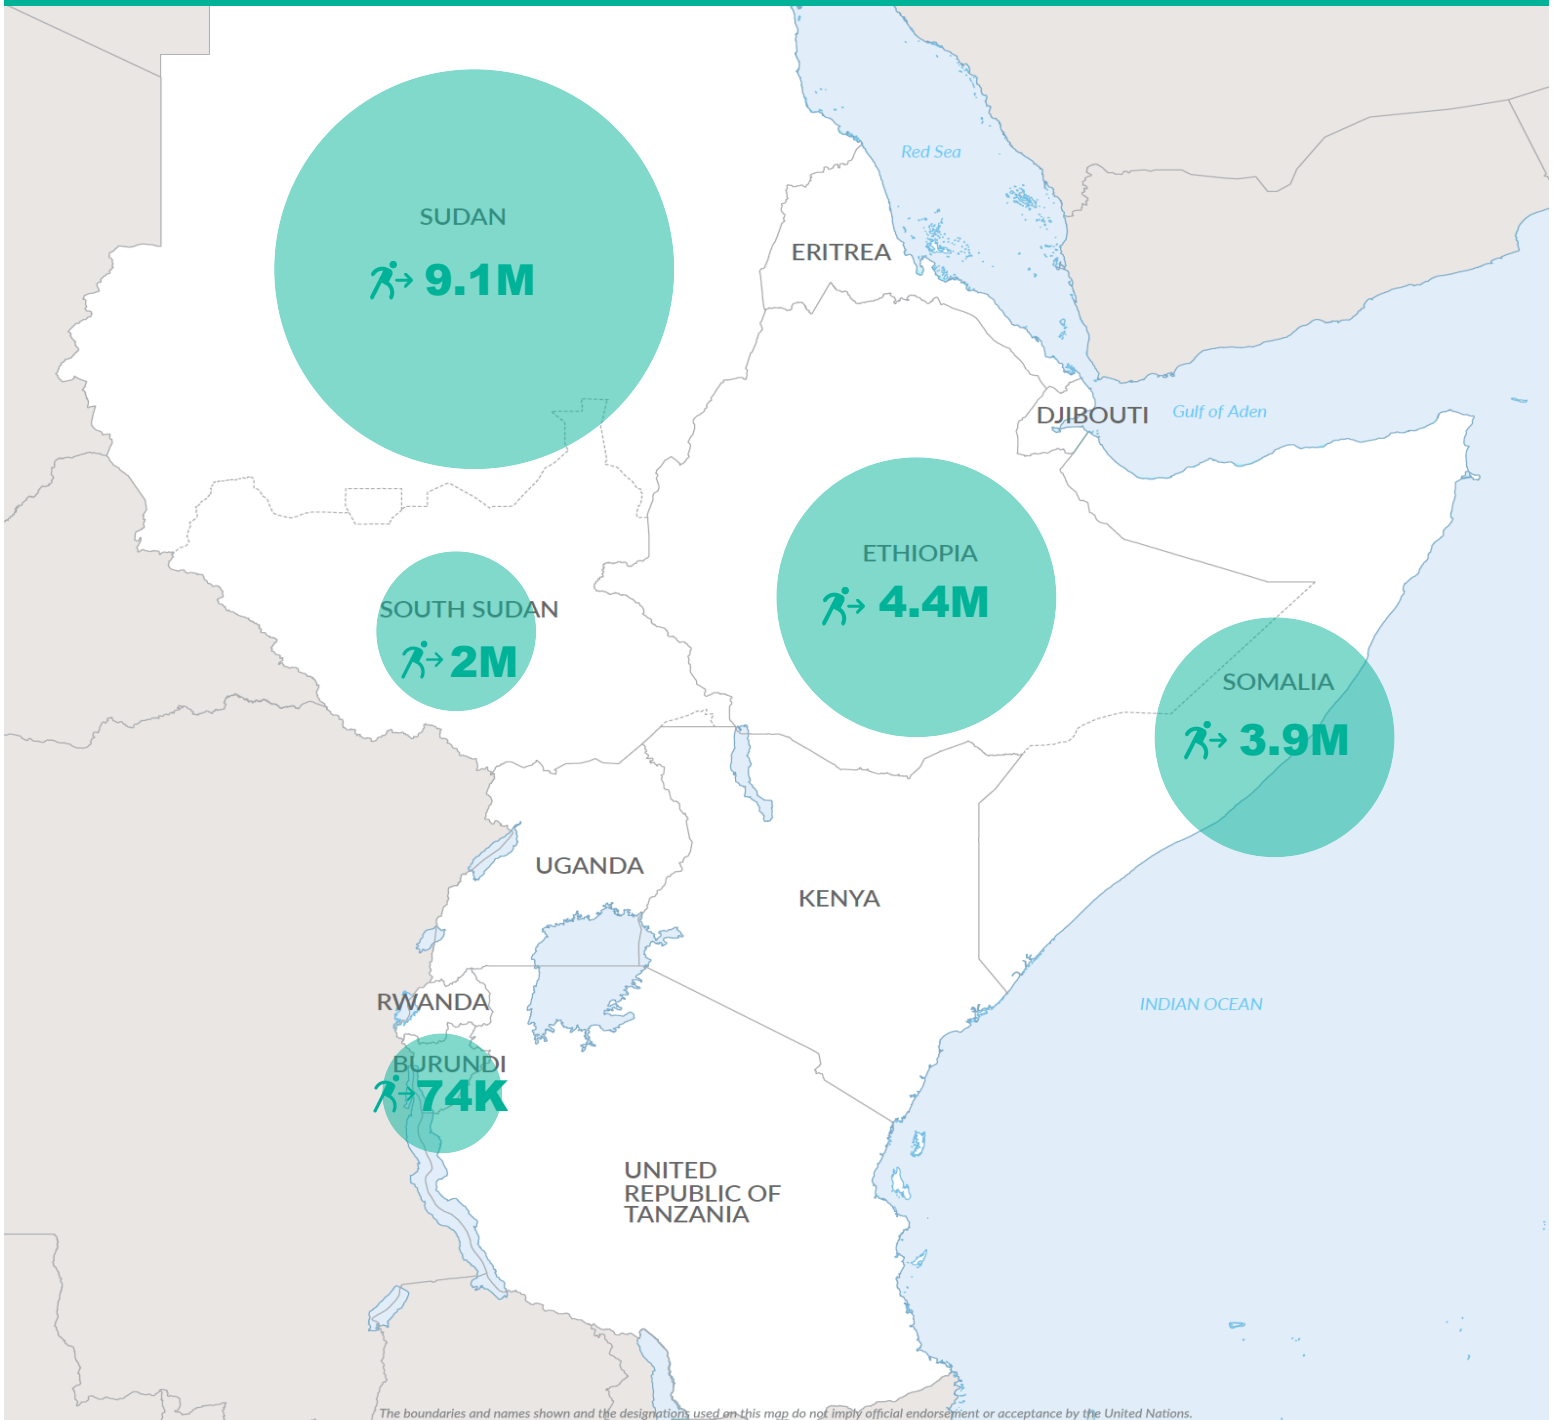 Red Sea
SUDAN
ERITREA
9.1M
DJIBOUTI
Gulf of Aden
ETHIOPIA
4.4M
SOUTH SUDAN
2M
SOMALIA
3.9M
UGANDA
KENYA
RWANDA
INDIAN OCEAN
BURUNDI
74K
UNITED
REPUBLIC OF
TANZANIA
The boundaries and names shown and the designations used on this map do not imply official endorsement or acceptance by the United Nations.